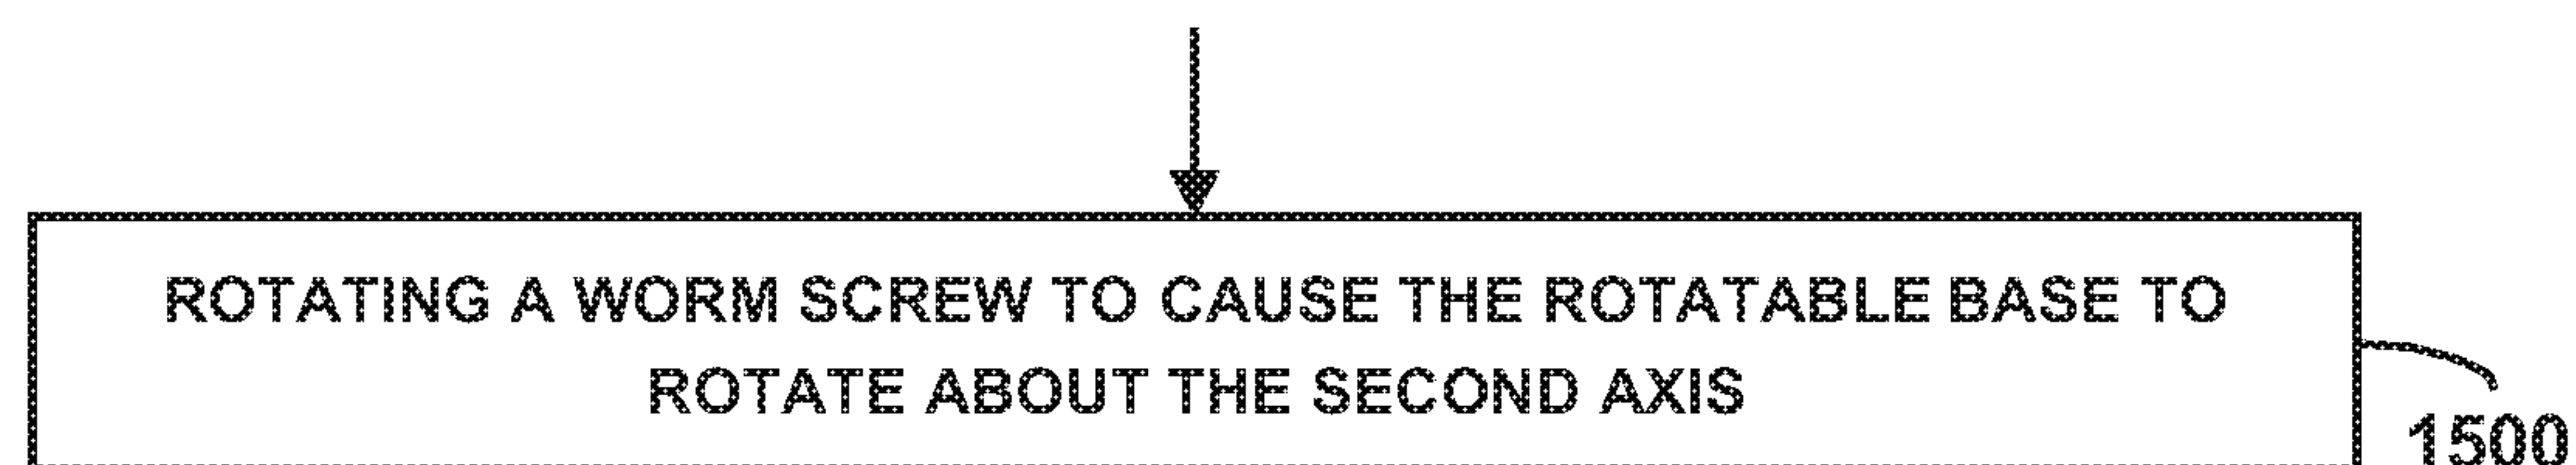 ROTATING A WORM SCREW TO CAUSE THE ROTATABLE BASE TO
ROTATE ABOUT THE SECOND AXIS
1500